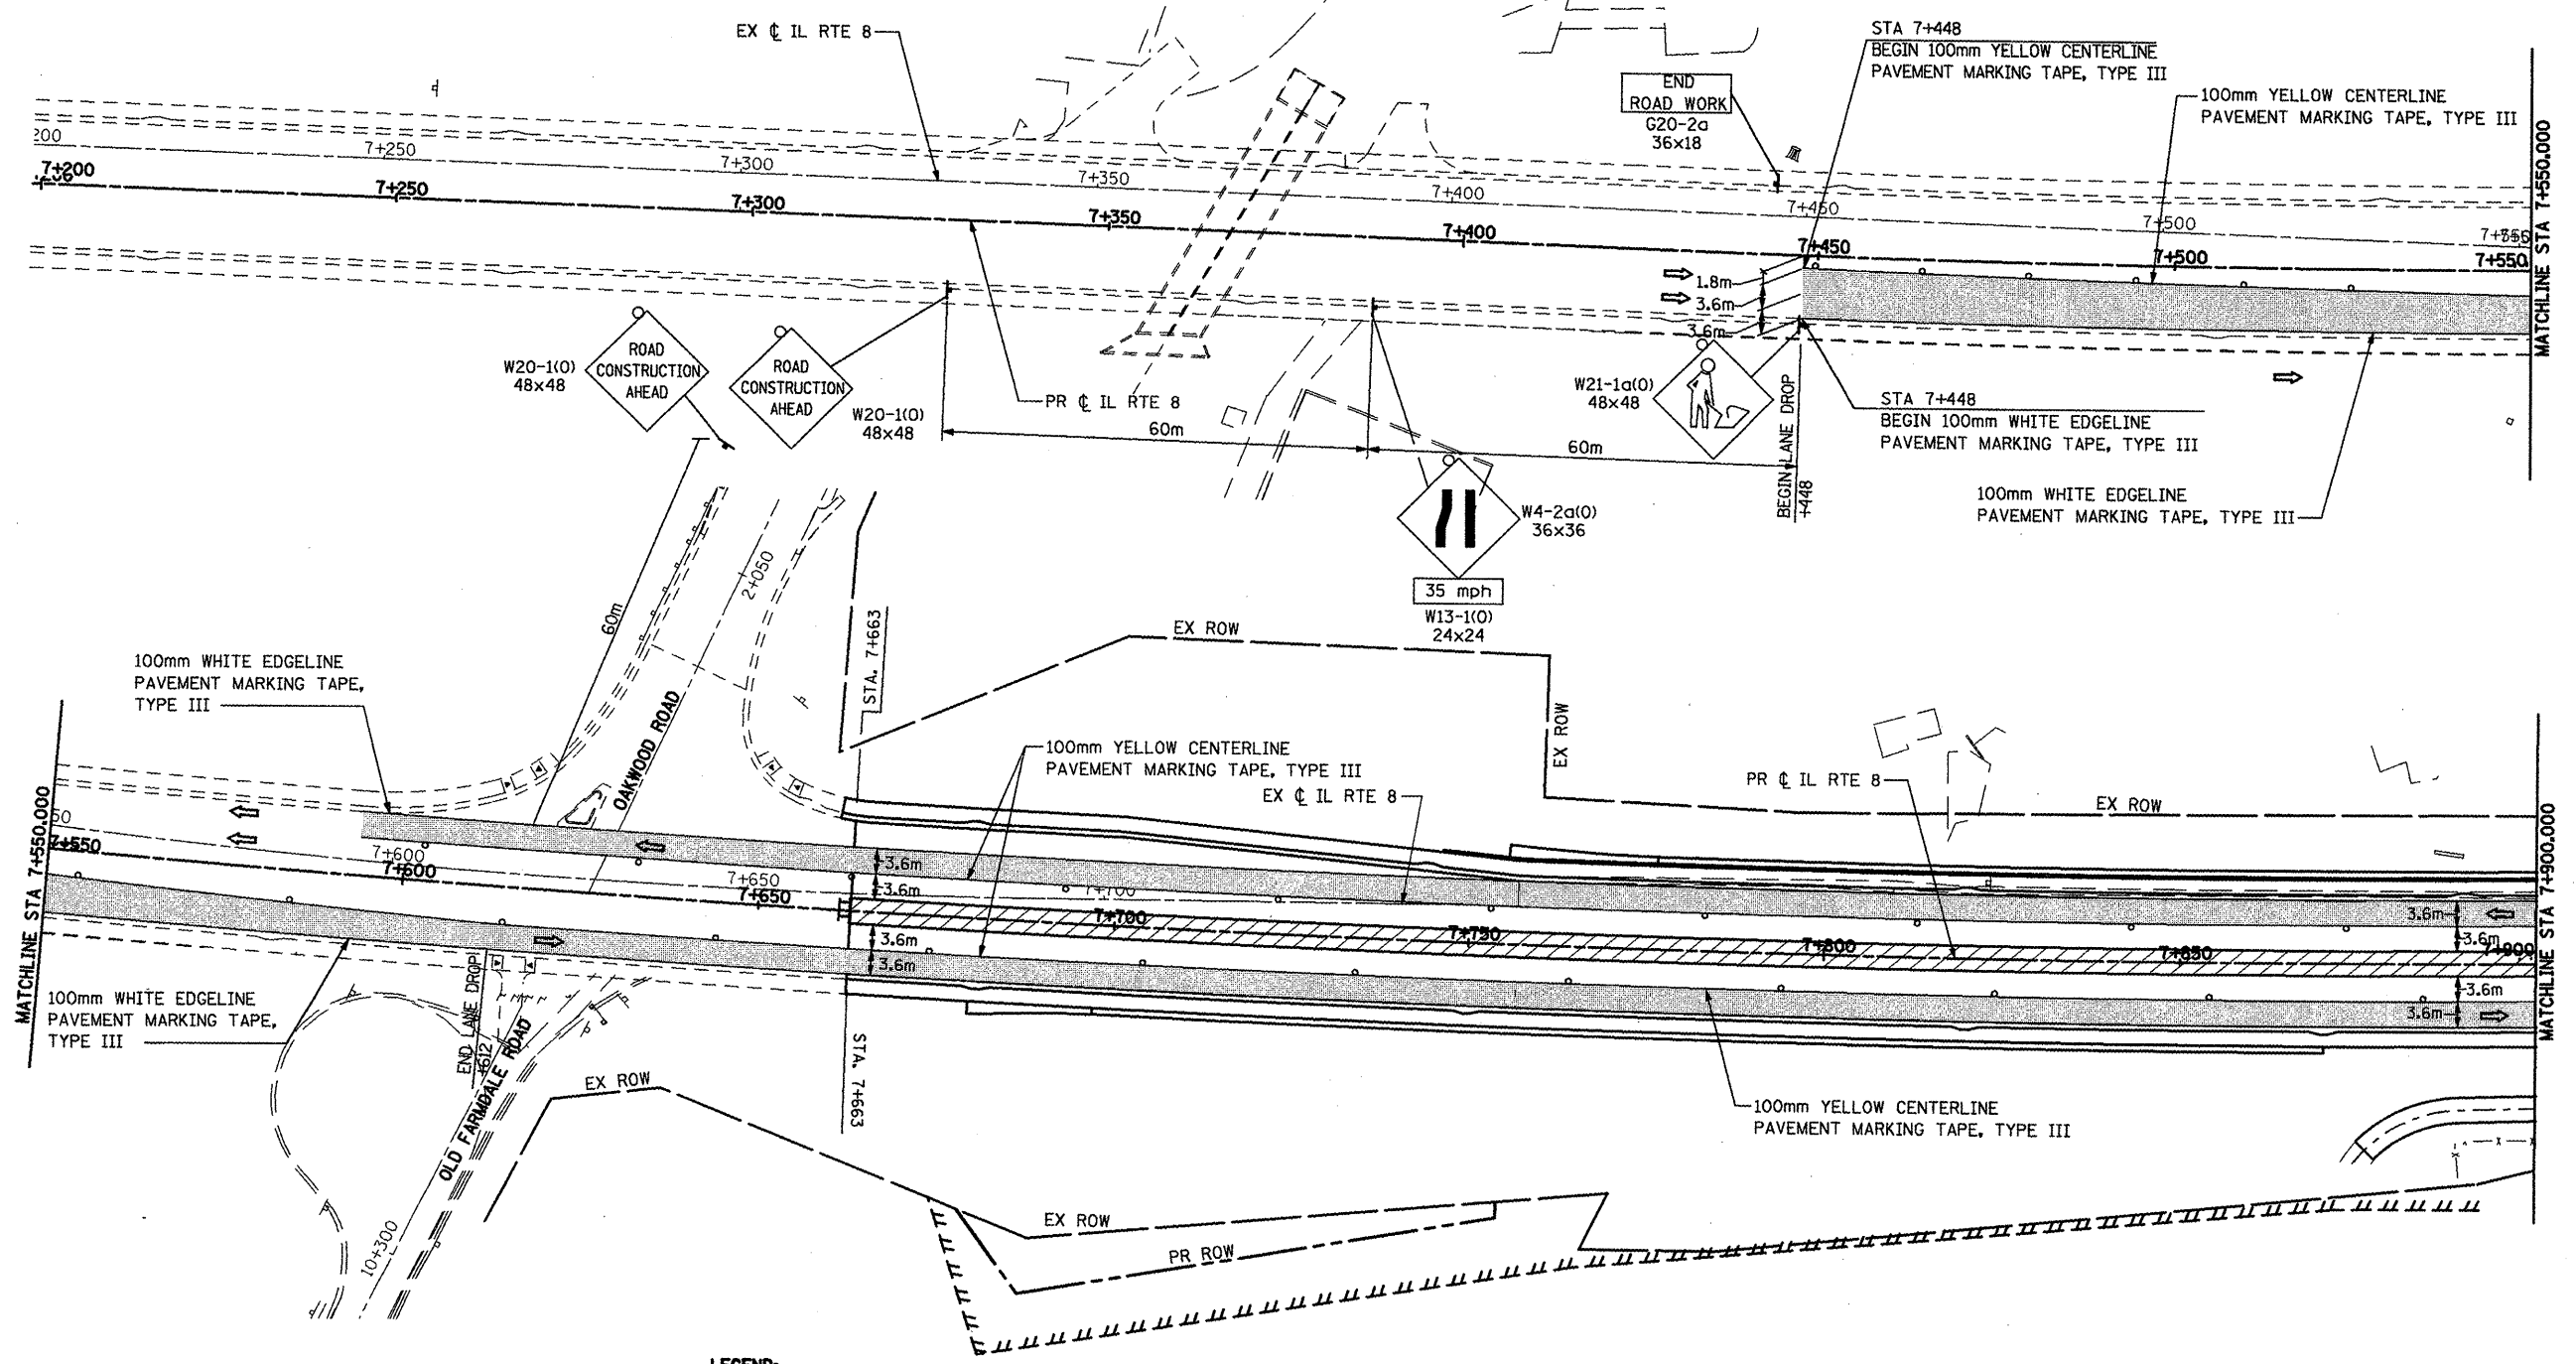 EX ℄ IL RTE 8
STA 7+448
BEGIN 100mm YELLOW CENTERLINE
PAVEMENT MARKING TAPE, TYPE III
END
ROAD WORK
G20-2a
36x18
100mm YELLOW CENTERLINE
PAVEMENT MARKING TAPE, TYPE III
MATCHLINE STA 7+550.000
200
7+250
7+300
7+350
7+400
7+450
7+500
7+200
7+250
7+300
7+350
7+400
7+450
7+500
7+550
1.8m
3.6m
3.6m
W20-1(O)
48x48
ROAD
CONSTRUCTION
AHEAD
ROAD
CONSTRUCTION
AHEAD
W20-1(O)
48x48
PR ℄ IL RTE 8
60m
60m
W21-1a(O)
48x48
BEGIN LANE DROP
+448
STA 7+448
BEGIN 100mm WHITE EDGELINE
PAVEMENT MARKING TAPE, TYPE III
100mm WHITE EDGELINE
PAVEMENT MARKING TAPE, TYPE III
W4-2a(O)
36x36
35 mph
W13-1(O)
24x24
60m
2+050
OAKWOOD ROAD
STA. 7+663
EX ROW
EX ROW
EX ROW
100mm WHITE EDGELINE
PAVEMENT MARKING TAPE,
TYPE III
100mm YELLOW CENTERLINE
PAVEMENT MARKING TAPE, TYPE III
EX ℄ IL RTE 8
PR ℄ IL RTE 8
MATCHLINE STA 7+550.000
MATCHLINE STA 7+900.000
50
7+600
7+650
7+700
7+550
7+600
7+650
7+700
7+750
7+800
7+850
7+900
3.6m
3.6m
3.6m
3.6m
3.6m
3.6m
3.6m
3.6m
100mm WHITE EDGELINE
PAVEMENT MARKING TAPE,
TYPE III
END LANE DROP
+612
OLD FARMDALE ROAD
10+300
STA. 7+663
EX ROW
100mm YELLOW CENTERLINE
PAVEMENT MARKING TAPE, TYPE III
EX ROW
PR ROW
LEGEND: